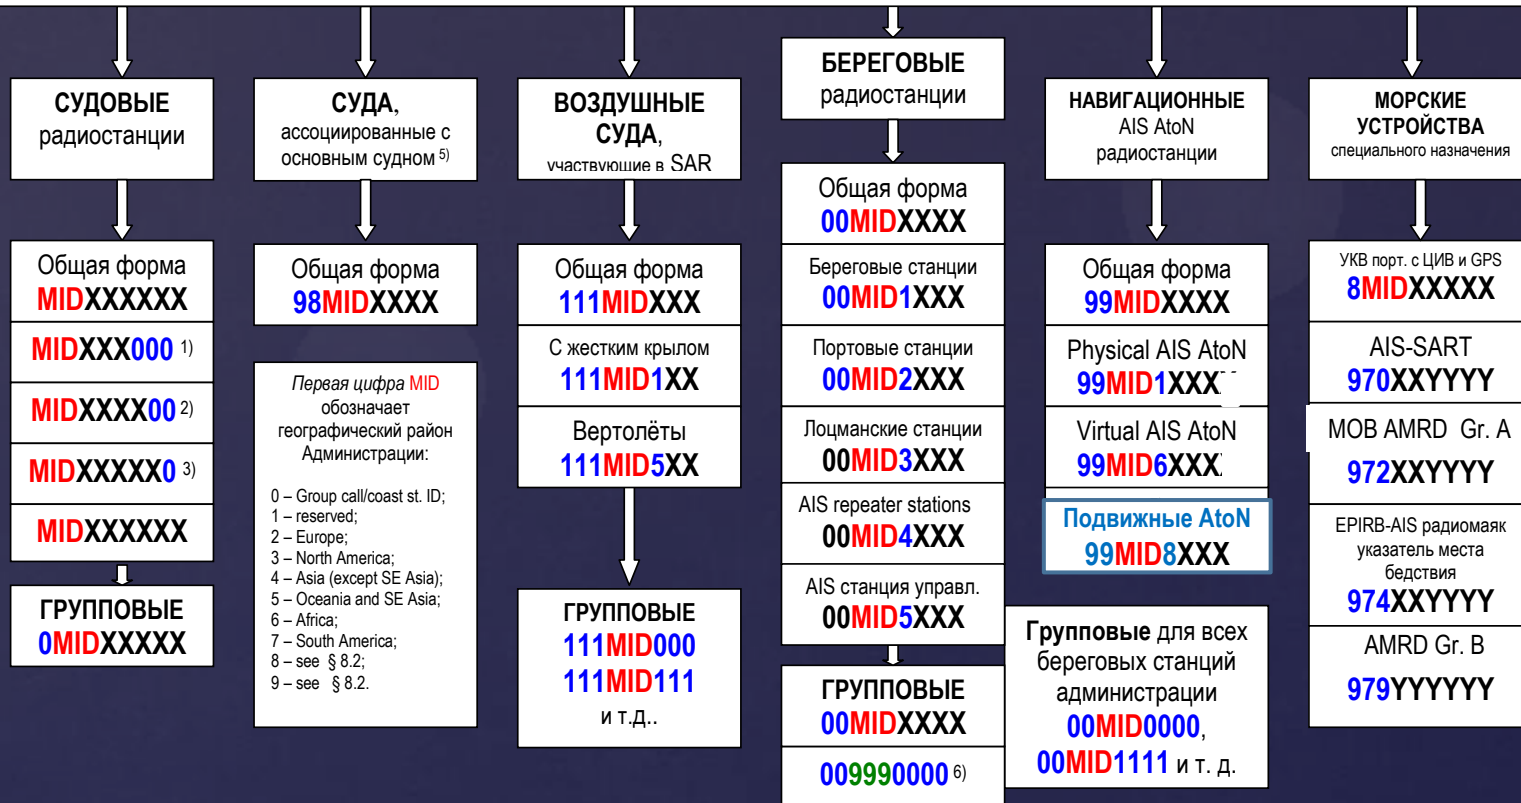 СУДОВЫЕ
радиостанции
Общая форма
MIDXXXXXX
MIDXXX000 1)
MIDXXXX00 2)
MIDXXXXX0 3)
MIDXXXXXX
ГРУППОВЫЕ
0MIDXXXXX
СУДА,
ассоциированные с
основным судном 5)
Общая форма
98MIDXXXX
Первая цифра MID
обозначает
географический район
Администрации:
0 – Group call/coast st. ID;
1 – reserved;
2 – Europe;
3 – North America;
4 – Asia (except SE Asia);
5 – Oceania and SE Asia;
6 – Africa;
7 – South America;
8 – see § 8.2;
9 – see § 8.2.
ВОЗДУШНЫЕ
СУДА,
участвующие в SAR
Общая форма
111MIDXXX
С жестким крылом
111MID1XX
Вертолёты
111MID5XX
ГРУППОВЫЕ
111MID000
111MID111
и т.д..
БЕРЕГОВЫЕ
радиостанции
Общая форма
00MIDXXXX
Береговые станции
00MID1XXX
Портовые станции
00MID2XXX
Лоцманские станции
00MID3XXX
AIS repeater stations
00MID4XXX
AIS станция управл.
00MID5XXX
ГРУППОВЫЕ
00MIDXXXX
009990000 6)
НАВИГАЦИОННЫЕ
AIS AtoN
радиостанции
Общая форма
99MIDXXXX
Physical AIS AtoN
99MID1XXX
Virtual AIS AtoN
99MID6XXX
Подвижные AtoN
99MID8XXX
Групповые для всех
береговых станций
администрации
00MID0000,
00MID1111 и т. д.
МОРСКИЕ
УСТРОЙСТВА
специального назначения
УКВ порт. с ЦИВ и GPS
8MIDXXXXX
AIS-SART
970XXYYYY
MOB AMRD Gr. A
972XXYYYY
EPIRB-AIS радиомаяк
указатель места
бедствия
974XXYYYY
AMRD Gr. B
979YYYYYY